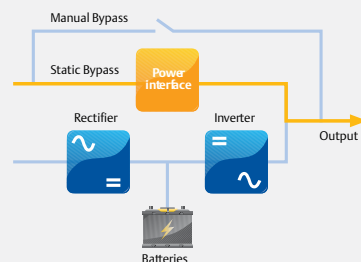 Manual Bypass
Static Bypass
Power
interface
Rectifier
Inverter
Output
Batteries